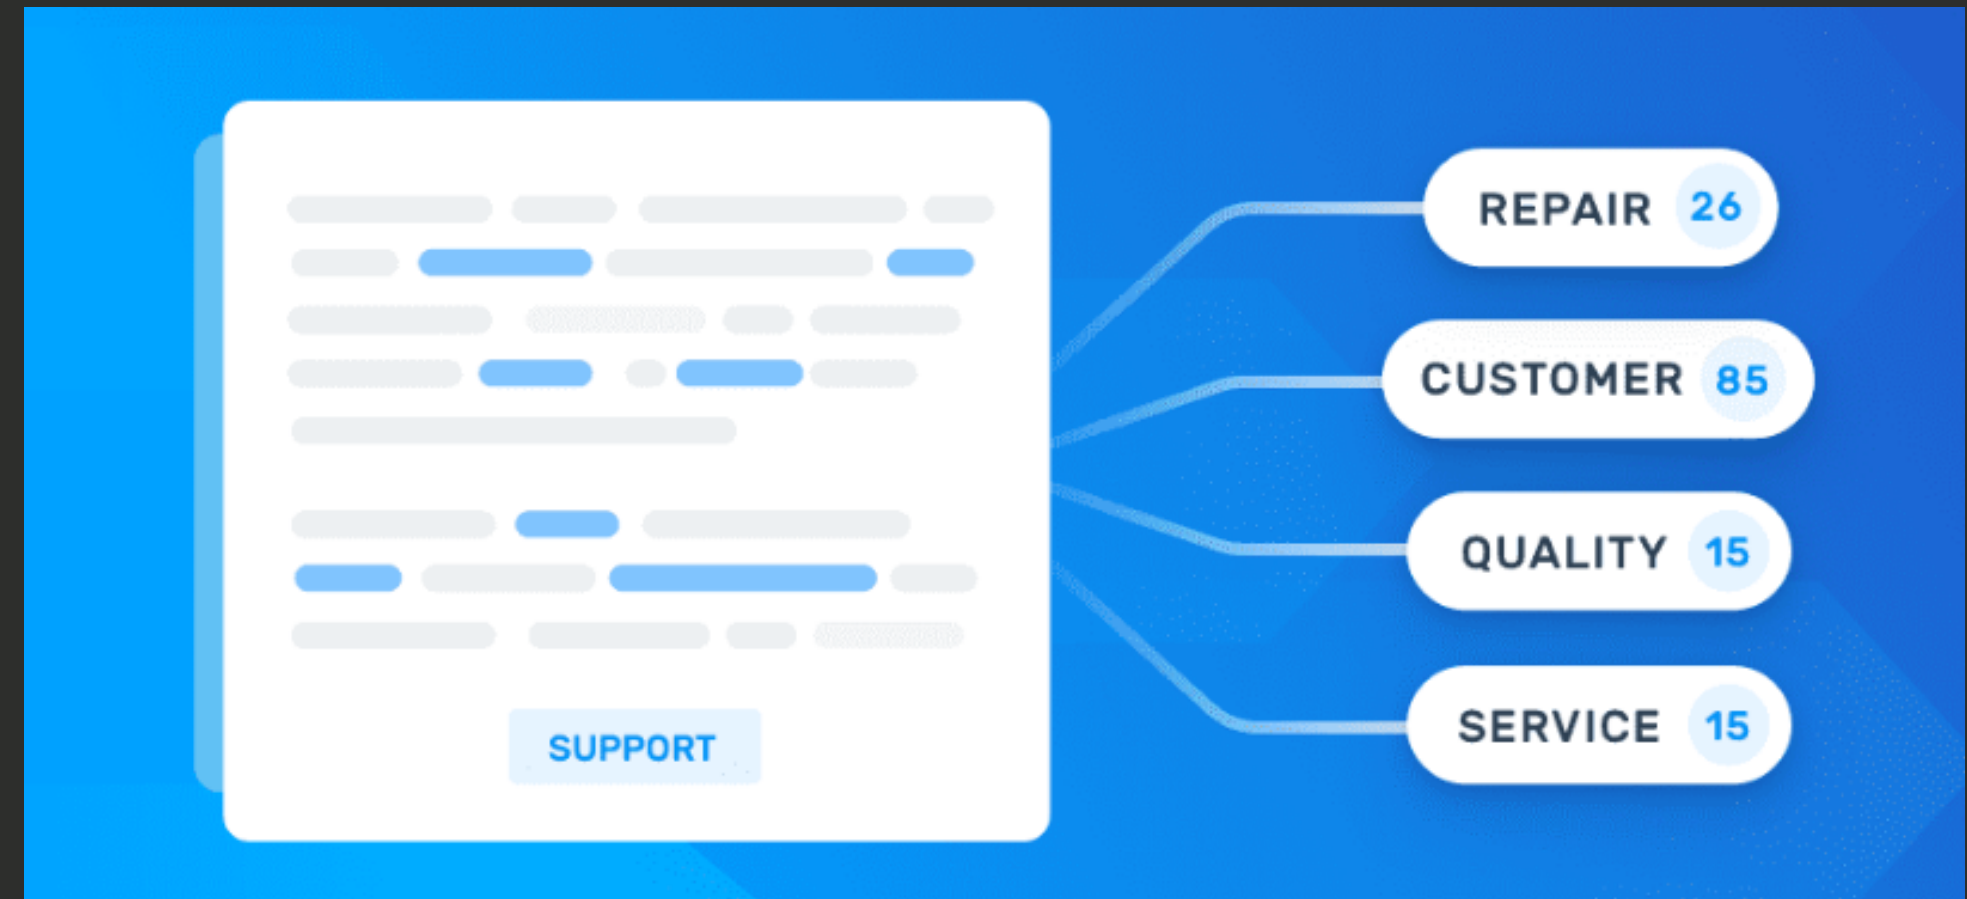 REPAIR 26
CUSTOMER 85
QUALITY 15
SERVICE 15
SUPPORT